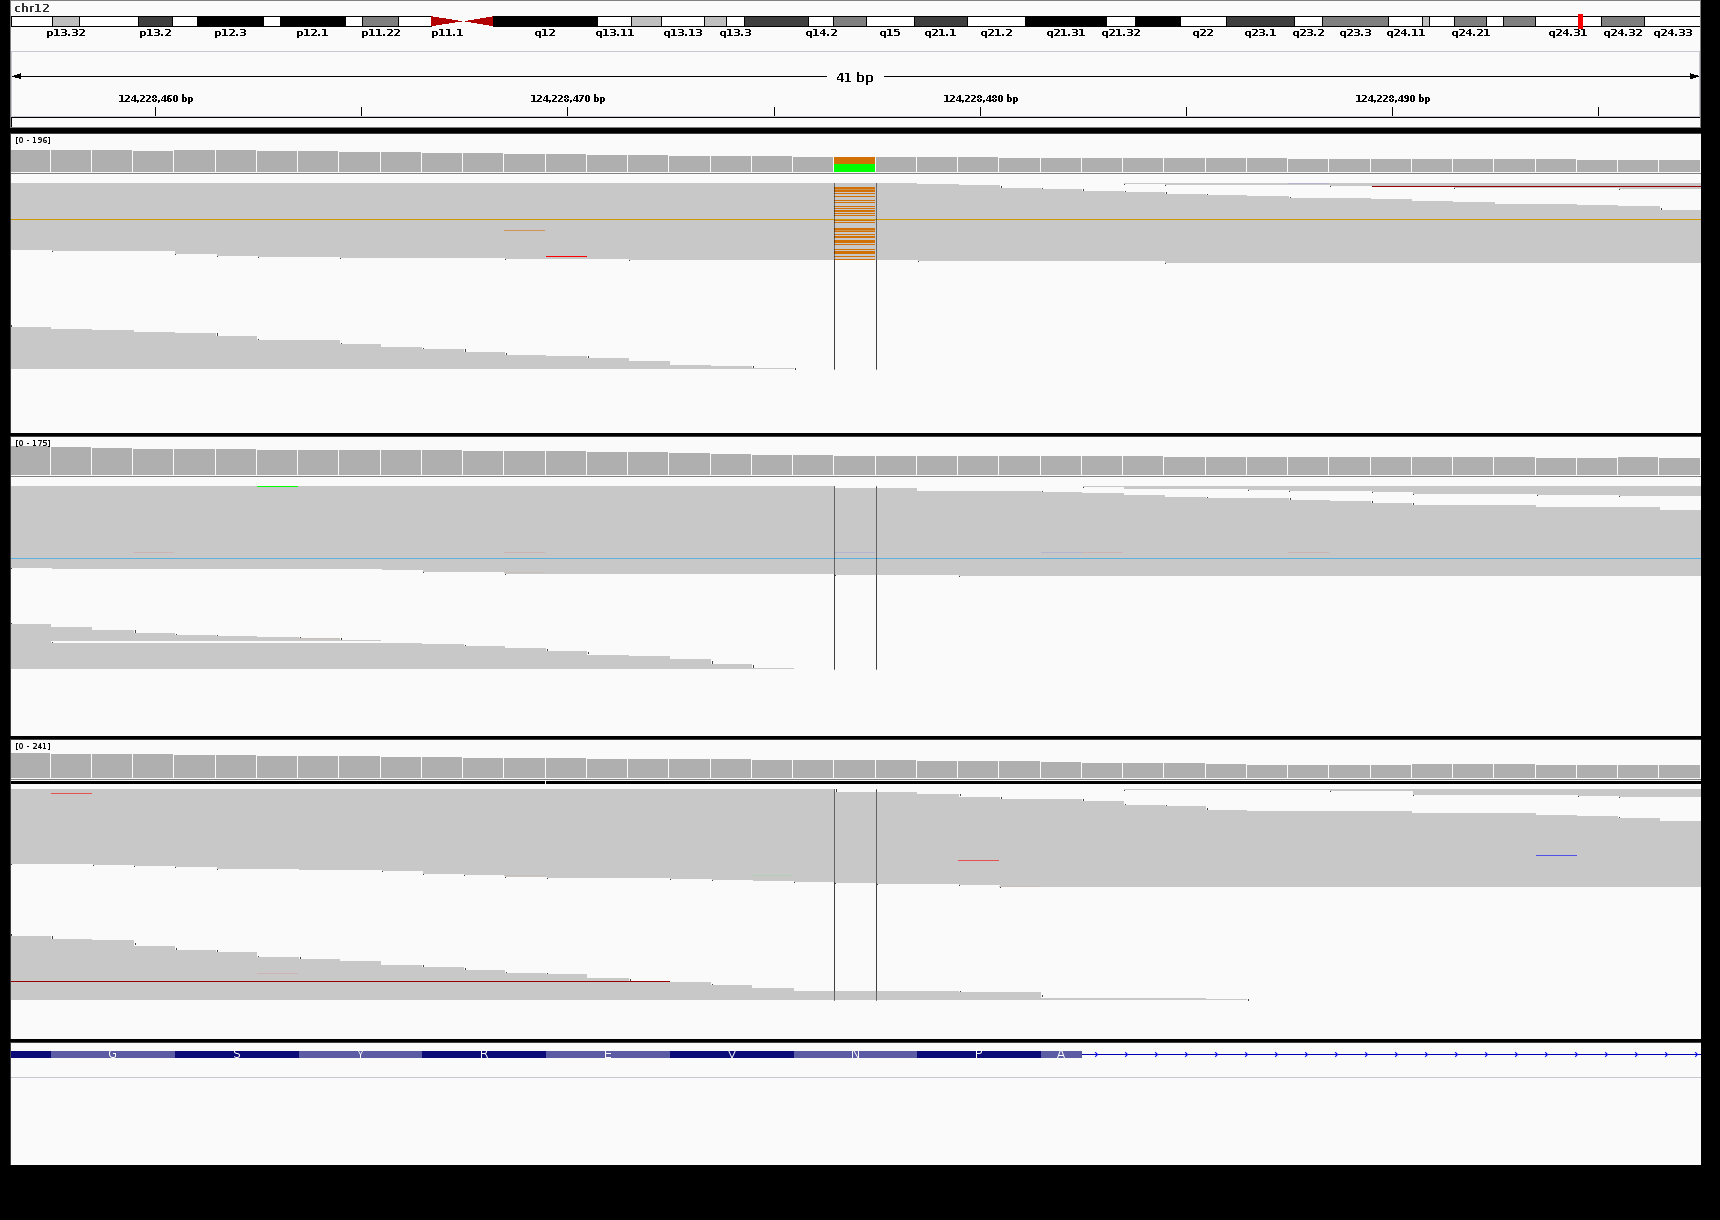 chr12
p13.32 p13.2 p12.3 p12.1 p11.22 p11.1 q12 q13.11 q13.13 q13.3 q14.2 q15 q21.1 q21.2 q21.31 q21.32 q22 q23.1 q23.2 q23.3 q24.11 q24.21 q24.31 q24.32 q24.33
41 bp
124,228,460 bp 124,228,470 bp 124,228,480 bp 124,228,490 bp
[0 - 196]
[0 - 175]
[0 - 241]
G S Y R E V N P A